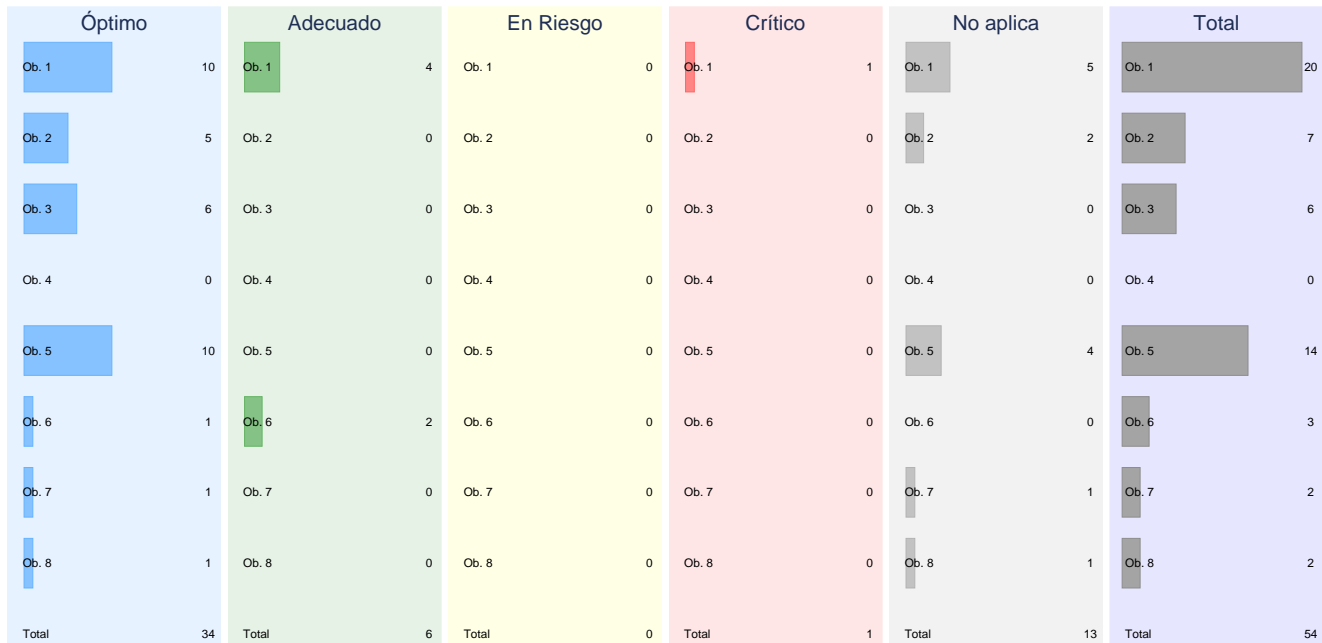 Óptimo Adecuado En Riesgo Crítico No aplica Total
Ob. 1 10 Ob. 1 4 Ob. 1 0 Ob. 1 1 Ob. 1 5 Ob. 1 20
Ob. 2 5 Ob. 2 0 Ob. 2 0 Ob. 2 0 Ob. 2 2 Ob. 2 7
Ob. 3 6 Ob. 3 0 Ob. 3 0 Ob. 3 0 Ob. 3 0 Ob. 3 6
Ob. 4 0 Ob. 4 0 Ob. 4 0 Ob. 4 0 Ob. 4 0 Ob. 4 0
Ob. 5 10 Ob. 5 0 Ob. 5 0 Ob. 5 0 Ob. 5 4 Ob. 5 14
Ob. 6 1 Ob. 6 2 Ob. 6 0 Ob. 6 0 Ob. 6 0 Ob. 6 3
Ob. 7 1 Ob. 7 0 Ob. 7 0 Ob. 7 0 Ob. 7 1 Ob. 7 2
Ob. 8 1 Ob. 8 0 Ob. 8 0 Ob. 8 0 Ob. 8 1 Ob. 8 2
Total 34 Total 6 Total 0 Total 1 Total 13 Total 54